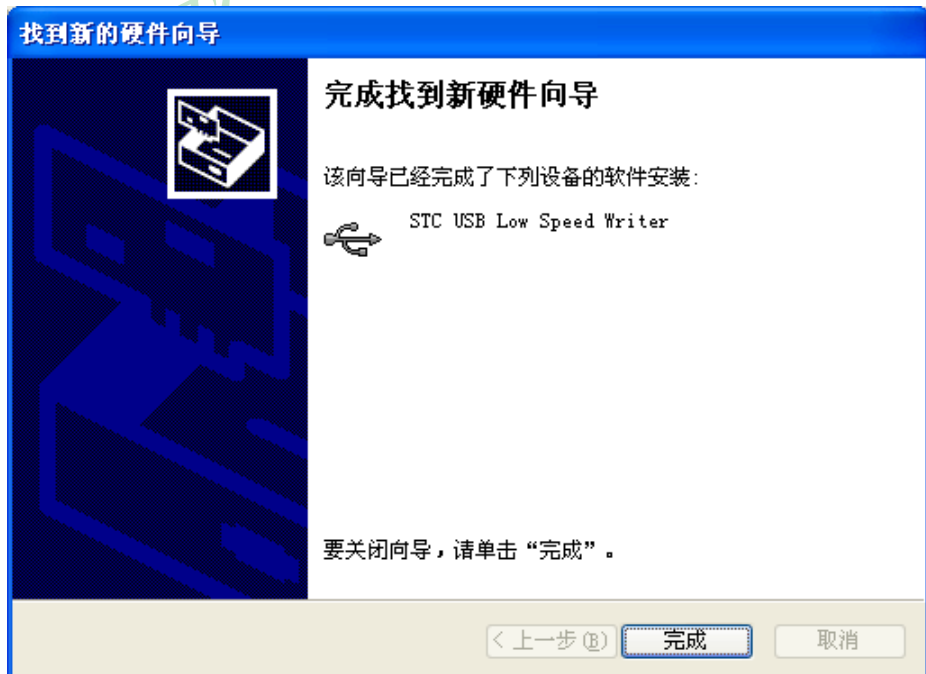 找到新的硬件向导
完成找到新硬件向导
该向导已经完成了下列设备的软件安装:
STC USB Low Speed Writer
要关闭向导，请单击“完成”。
< 上一步(B) 完成 取消